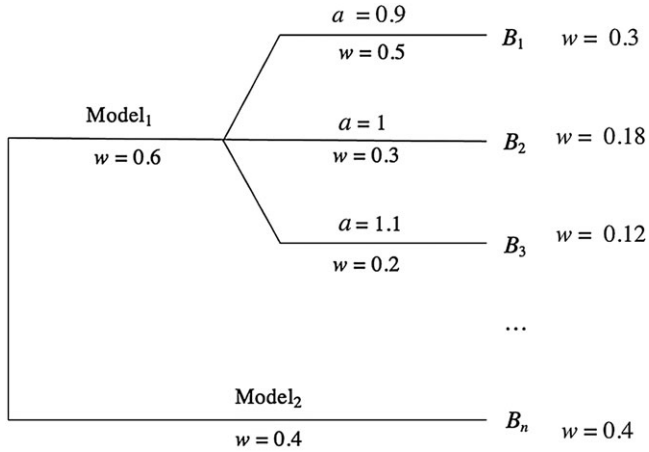 a = 0.9
B₁ w = 0.3
w = 0.5
Model₁
a = 1
w = 0.6
w = 0.3
B₂ w = 0.18
a = 1.1
B₃ w = 0.12
w = 0.2
...
Model₂
w = 0.4
Bₙ w = 0.4